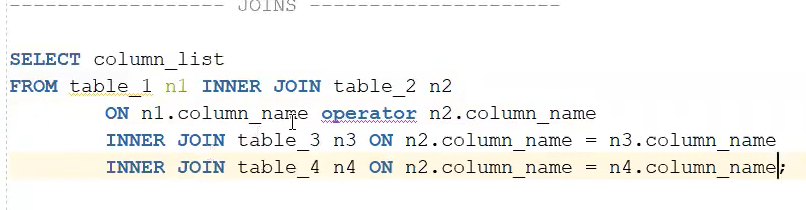 ------------------ JOINS ---------------------
SELECT column_list
FROM table_1 n1 INNER JOIN table_2 n2
ON n1.column_name operator n2.column_name
INNER JOIN table_3 n3 ON n2.column_name = n3.column_name
INNER JOIN table_4 n4 ON n2.column_name = n4.column_name;